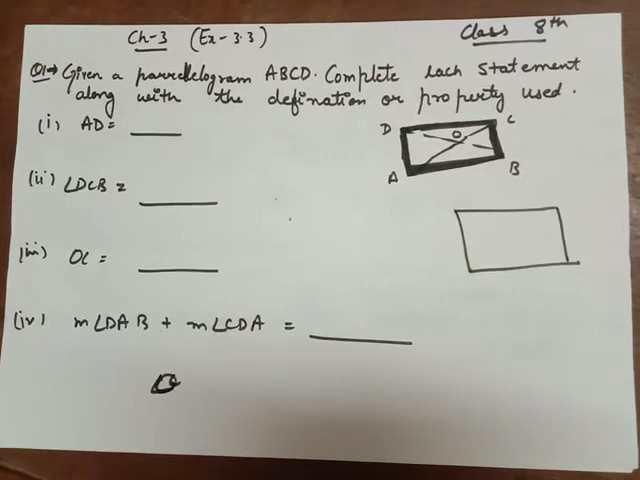 Ch-3 (Ex-3.3) Class 8th
Q1→ Given a parrellelogram ABCD. Complete each statement
along with the defination or property used.
(i) AD = ____
D C
O
A B
(ii) ∠DCB = ____
(iii) OC = ____
(iv) m∠DAB + m∠CDA = ____